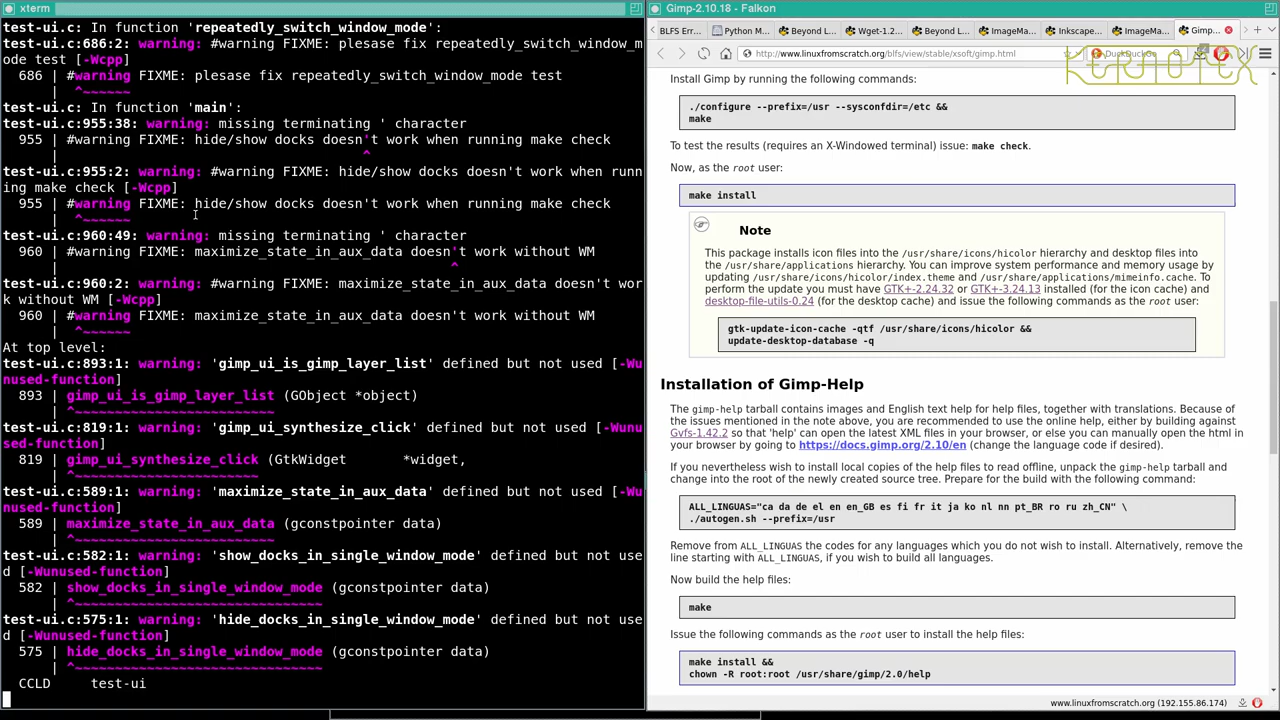 xterm
test-ui.c: In function 'repeatedly_switch_window_mode':
test-ui.c:686:2: warning: #warning FIXME: plesase fix repeatedly_switch_window_m
ode test [-Wcpp]
686 | #warning FIXME: plesase fix repeatedly_switch_window_mode test
| ^~~~~~~
test-ui.c: In function 'main':
test-ui.c:955:38: warning: missing terminating ' character
955 | #warning FIXME: hide/show docks doesn't work when running make check
| ^
test-ui.c:955:2: warning: #warning FIXME: hide/show docks doesn't work when runn
ing make check [-Wcpp]
955 | #warning FIXME: hide/show docks doesn't work when running make check
| ^~~~~~~
test-ui.c:960:49: warning: missing terminating ' character
960 | #warning FIXME: maximize_state_in_aux_data doesn't work without WM
| ^
test-ui.c:960:2: warning: #warning FIXME: maximize_state_in_aux_data doesn't wor
k without WM [-Wcpp]
960 | #warning FIXME: maximize_state_in_aux_data doesn't work without WM
| ^~~~~~~
At top level:
test-ui.c:893:1: warning: 'gimp_ui_is_gimp_layer_list' defined but not used [-Wu
nused-function]
893 | gimp_ui_is_gimp_layer_list (GObject *object)
| ^~~~~~~~~~~~~~~~~~~~~~~~~~
test-ui.c:819:1: warning: 'gimp_ui_synthesize_click' defined but not used [-Wunu
sed-function]
819 | gimp_ui_synthesize_click (GtkWidget *widget,
| ^~~~~~~~~~~~~~~~~~~~~~~~
test-ui.c:589:1: warning: 'maximize_state_in_aux_data' defined but not used [-Wu
nused-function]
589 | maximize_state_in_aux_data (gconstpointer data)
| ^~~~~~~~~~~~~~~~~~~~~~~~~~
test-ui.c:582:1: warning: 'show_docks_in_single_window_mode' defined but not use
d [-Wunused-function]
582 | show_docks_in_single_window_mode (gconstpointer data)
| ^~~~~~~~~~~~~~~~~~~~~~~~~~~~~~~~
test-ui.c:575:1: warning: 'hide_docks_in_single_window_mode' defined but not use
d [-Wunused-function]
575 | hide_docks_in_single_window_mode (gconstpointer data)
| ^~~~~~~~~~~~~~~~~~~~~~~~~~~~~~~~
CCLD test-ui
Gimp-2.10.18 - Falkon
BLFS Err... Python M... Beyond L... Wget-1.2... Beyond L... ImageMa... Inkscape... ImageMa... Gimp...
http://www.linuxfromscratch.org/blfs/view/stable/xsoft/gimp.html DuckDuckGo
KERNOTEX
Install Gimp by running the following commands:
./configure --prefix=/usr --sysconfdir=/etc &&
make
To test the results (requires an X-Windowed terminal) issue: make check.
Now, as the root user:
make install
Note
This package installs icon files into the /usr/share/icons/hicolor hierarchy and desktop files into
the /usr/share/applications hierarchy. You can improve system performance and memory usage by
updating /usr/share/icons/hicolor/index.theme and /usr/share/applications/mimeinfo.cache. To
perform the update you must have GTK+-2.24.32 or GTK+-3.24.13 installed (for the icon cache) and
desktop-file-utils-0.24 (for the desktop cache) and issue the following commands as the root user:
gtk-update-icon-cache -qtf /usr/share/icons/hicolor &&
update-desktop-database -q
Installation of Gimp-Help
The gimp-help tarball contains images and English text help for help files, together with translations. Because of
the issues mentioned in the note above, you are recommended to use the online help, either by building against
Gvfs-1.42.2 so that 'help' can open the latest XML files in your browser, or else you can manually open the html in
your browser by going to https://docs.gimp.org/2.10/en (change the language code if desired).
If you nevertheless wish to install local copies of the help files to read offline, unpack the gimp-help tarball and
change into the root of the newly created source tree. Prepare for the build with the following command:
ALL_LINGUAS="ca da de el en en_GB es fi fr it ja ko nl nn pt_BR ro ru zh_CN" \
./autogen.sh --prefix=/usr
Remove from ALL_LINGUAS the codes for any languages which you do not wish to install. Alternatively, remove the
line starting with ALL_LINGUAS, if you wish to build all languages.
Now build the help files:
make
Issue the following commands as the root user to install the help files:
make install &&
chown -R root:root /usr/share/gimp/2.0/help
www.linuxfromscratch.org (192.155.86.174)